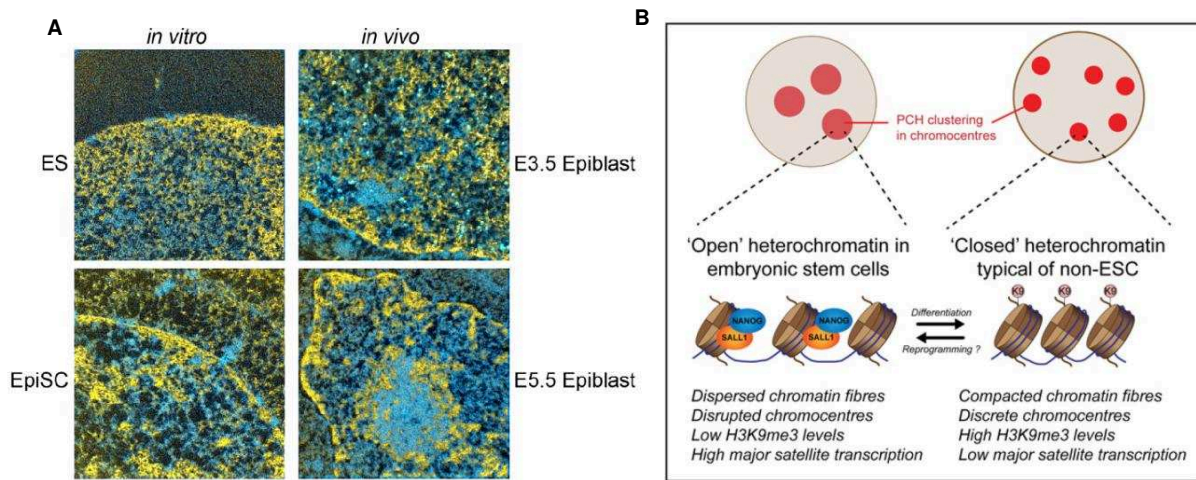 A
in vitro
in vivo
ES
E3.5 Epiblast
EpiSC
E5.5 Epiblast
B
PCH clustering
in chromocentres
'Open' heterochromatin in
embryonic stem cells
'Closed' heterochromatin
typical of non-ESC
NANOG
SALL1
NANOG
SALL1
Differentiation
Reprogramming ?
K9
K9
K9
Dispersed chromatin fibres
Disrupted chromocentres
Low H3K9me3 levels
High major satellite transcription
Compacted chromatin fibres
Discrete chromocentres
High H3K9me3 levels
Low major satellite transcription